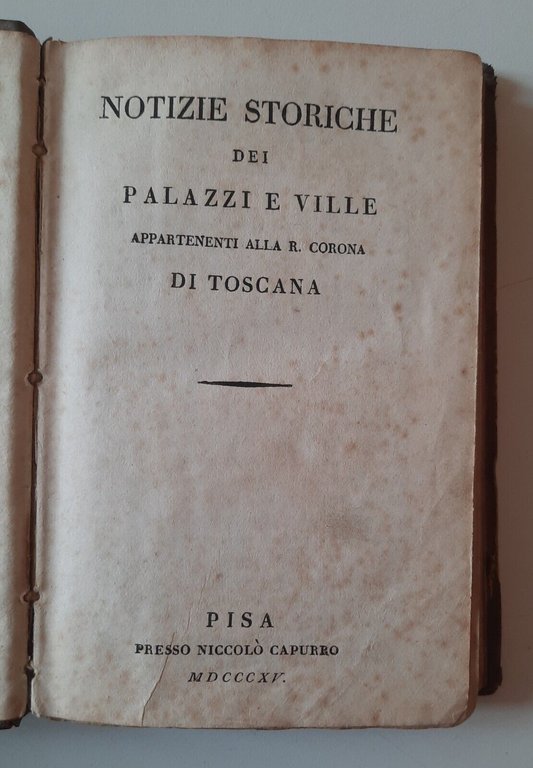 NOTIZIE STORICHE
DEI
PALAZZI E VILLE
APPARTENENTI ALLA R. CORONA
DI TOSCANA
PISA
PRESSO NICCOLÒ CAPURRO
MDCCCXV.